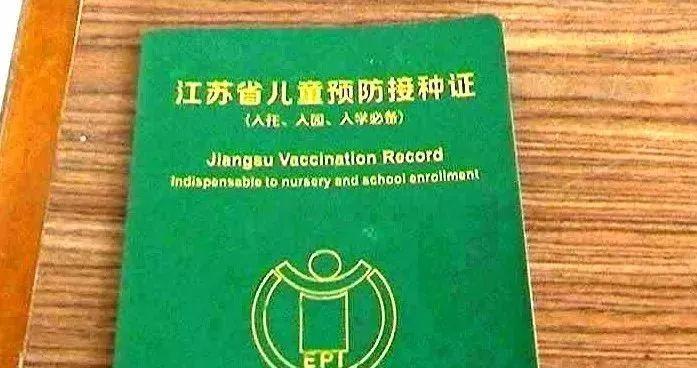 江苏省儿童预防接种证
（入托、入园、入学必备）
Jiangsu Vaccination Record
Indispensable to nursery and school enrollment
EPI